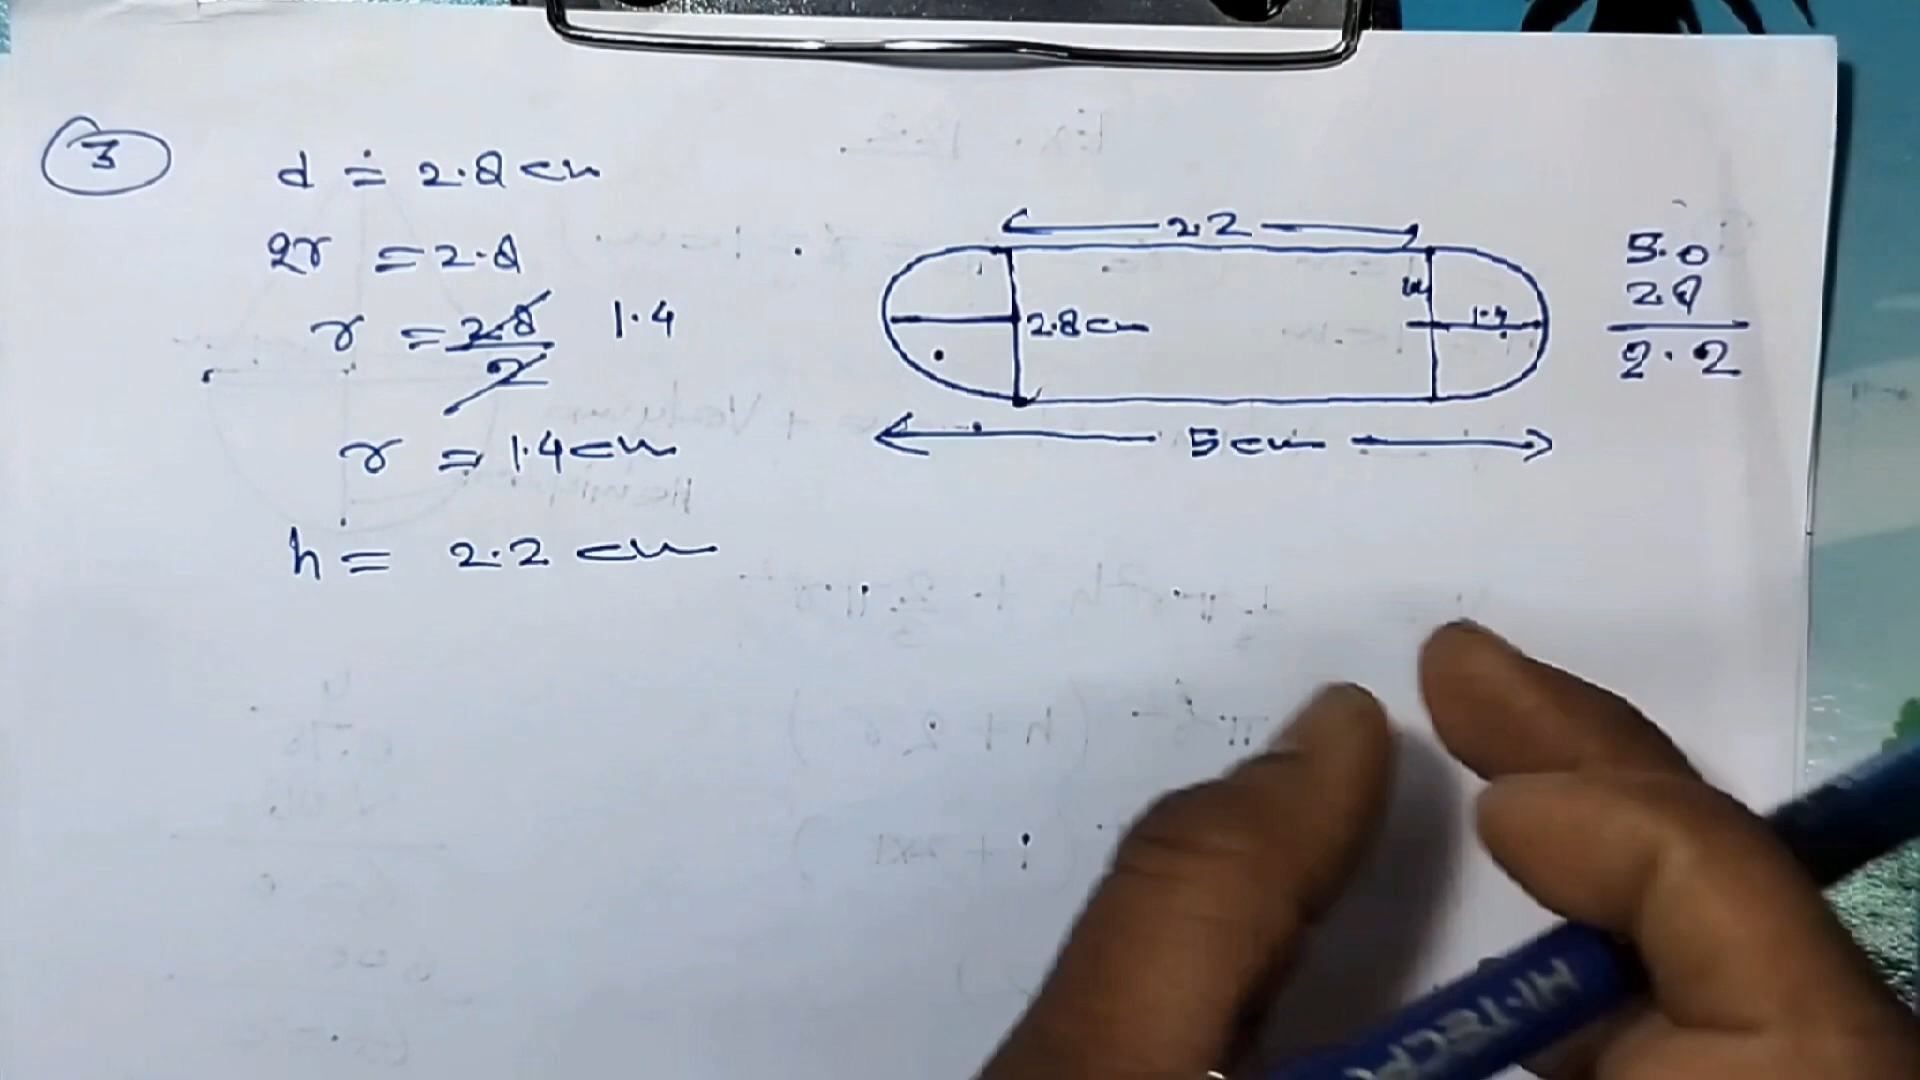 3
d = 2.8 cm
2r = 2.8
r = 2.8/2 1.4
r = 1.4 cm
h = 2.2 cm
2.2
2.8 cm
1.4
5 cm
5.0
2.8
2.2
HI-TECP